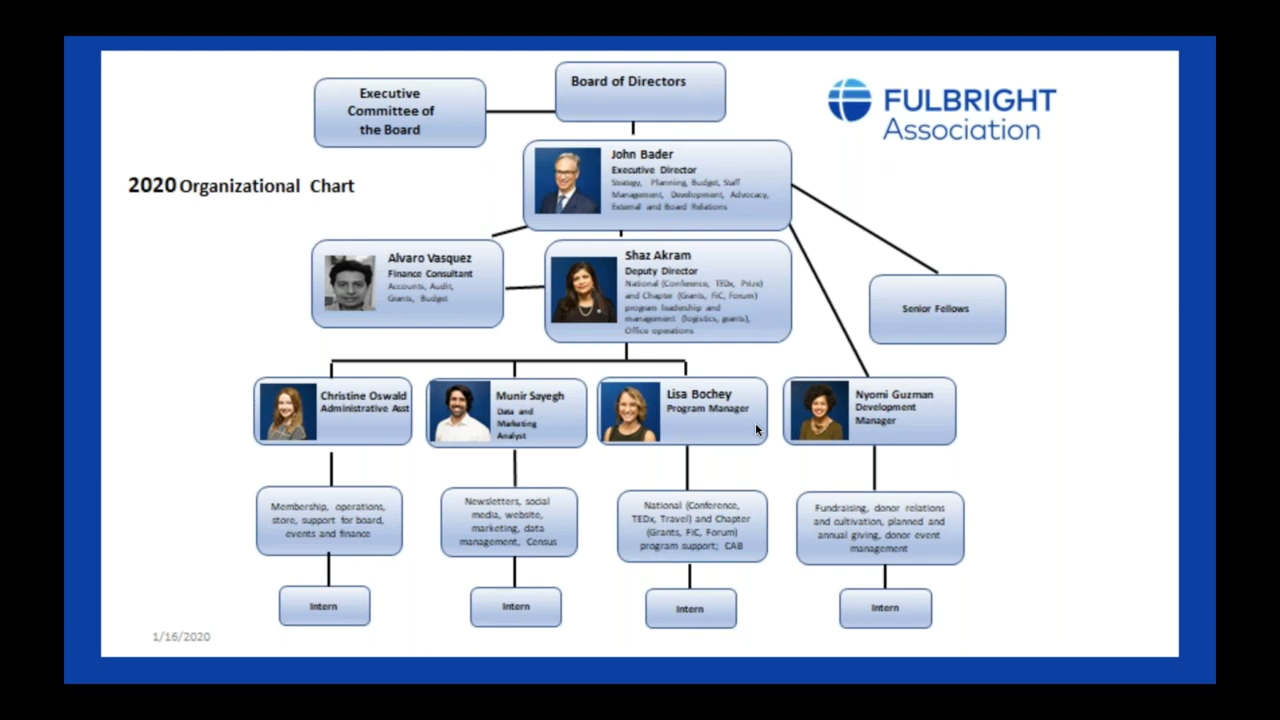 Board of Directors
Executive
Committee of
the Board
FULBRIGHT
Association
2020 Organizational Chart
John Bader
Executive Director
Strategy, Planning, Budget, Staff
Management, Development, Advocacy,
External and Board Relations
Alvaro Vasquez
Finance Consultant
Accounts, Audit,
Grants, Budget
Shaz Akram
Deputy Director
National (Conference, TEDx, Prize)
and Chapter (Grants, FIC, Forum)
program leadership and
management (logistics, grants),
Office operations
Senior Fellows
Christine Oswald
Administrative Asst
Munir Sayegh
Data and
Marketing
Analyst
Lisa Bochey
Program Manager
Nyomi Guzman
Development
Manager
Membership, operations,
store, support for board,
events and finance
Newsletters, social
media, website,
marketing, data
management, Census
National (Conference,
TEDx, Travel) and Chapter
(Grants, FIC, Forum)
program support; CAB
Fundraising, donor relations
and cultivation, planned and
annual giving, donor event
management
Intern
Intern
Intern
Intern
1/16/2020